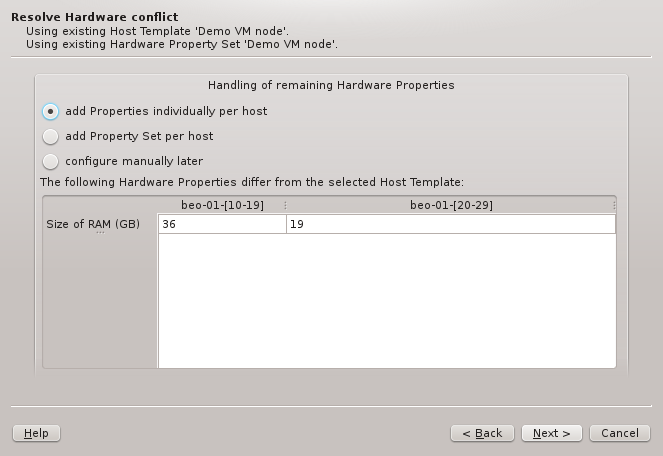 Resolve Hardware conflict
Using existing Host Template 'Demo VM node'.
Using existing Hardware Property Set 'Demo VM node'.
Handling of remaining Hardware Properties
add Properties individually per host
add Property Set per host
configure manually later
The following Hardware Properties differ from the selected Host Template:
beo-01-[10-19] beo-01-[20-29]
Size of RAM (GB) 36 19
Help < Back Next > Cancel